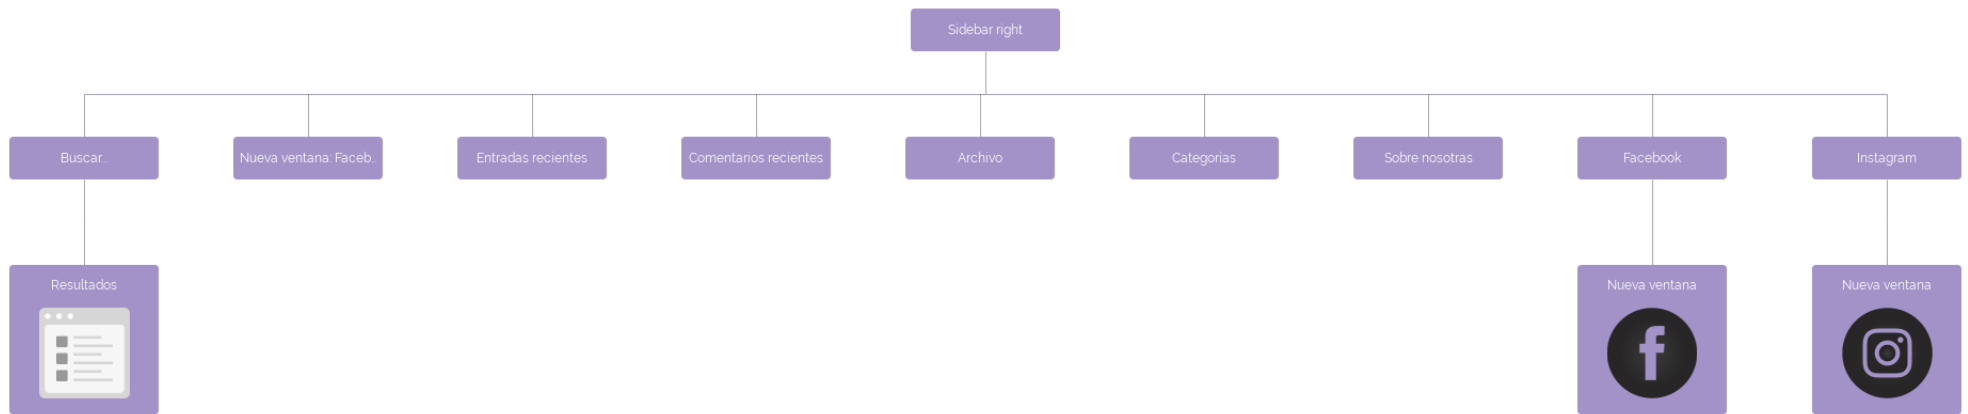 Sidebar right
Buscar...
Nueva ventana: Faceb...
Entradas recientes
Comentarios recientes
Archivo
Categorias
Sobre nosotras
Facebook
Instagram
Resultados
Nueva ventana
Nueva ventana